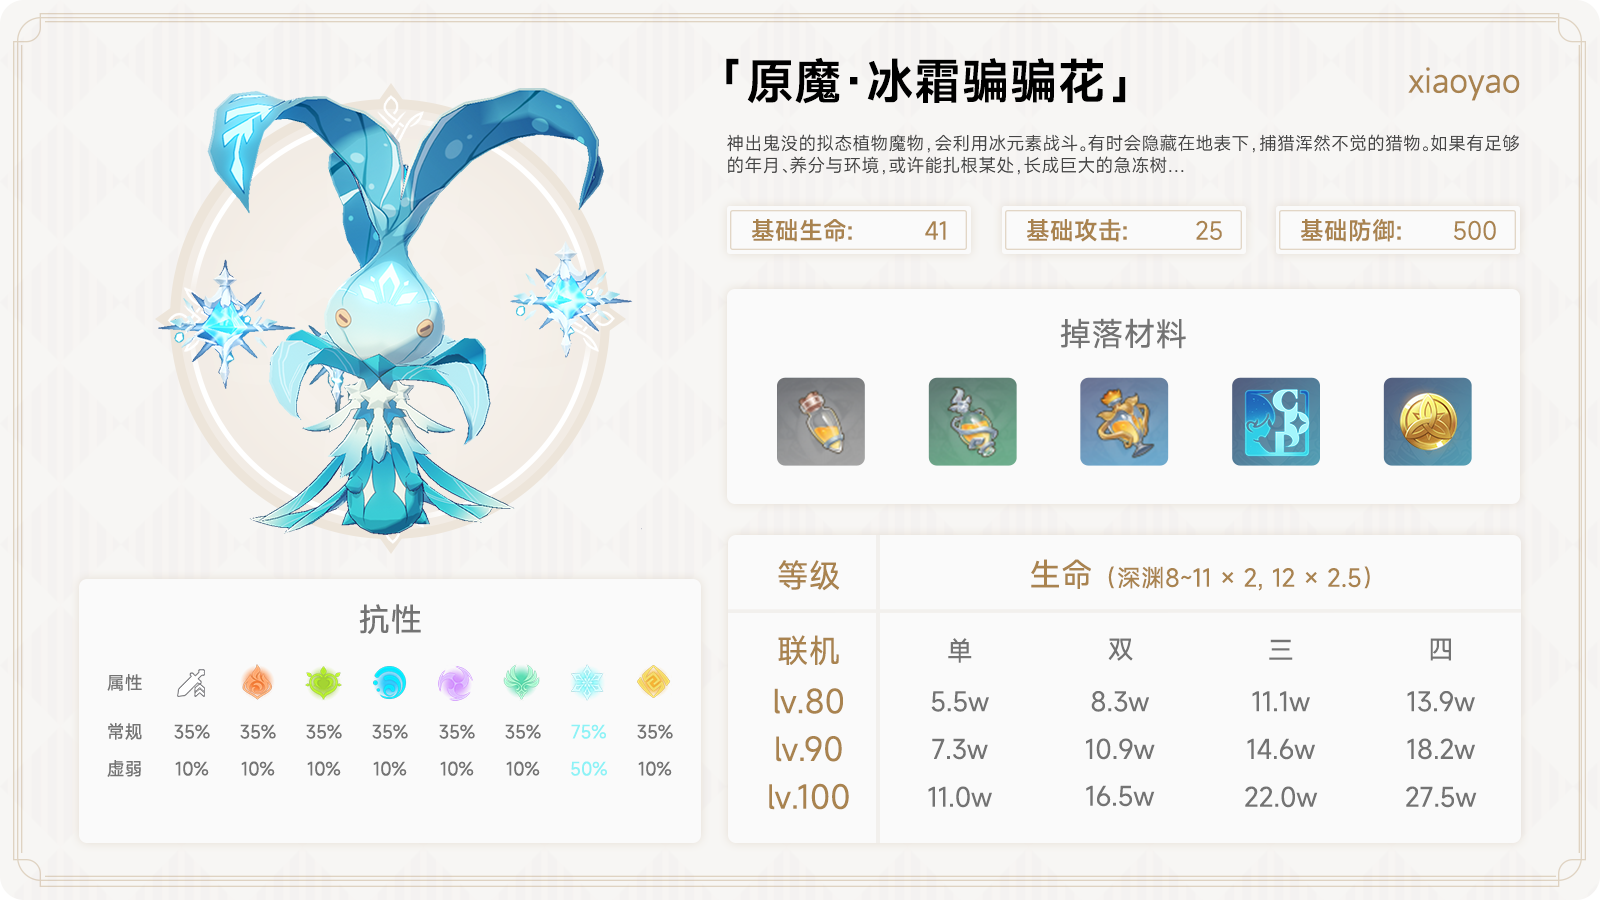 「原魔·冰霜骗骗花」
xiaoyao
神出鬼没的拟态植物魔物,会利用冰元素战斗。有时会隐藏在地表下,捕猎浑然不觉的猎物。如果有足够
的年月、养分与环境,或许能扎根某处,长成巨大的急冻树...
基础生命: 41
基础攻击: 25
基础防御: 500
掉落材料
COP
抗性
属性
常规 35% 35% 35% 35% 35% 35% 75% 35%
虚弱 10% 10% 10% 10% 10% 10% 50% 10%
等级 生命（深渊8~11 × 2, 12 × 2.5）
联机 单 双 三 四
lv.80 5.5w 8.3w 11.1w 13.9w
lv.90 7.3w 10.9w 14.6w 18.2w
lv.100 11.0w 16.5w 22.0w 27.5w